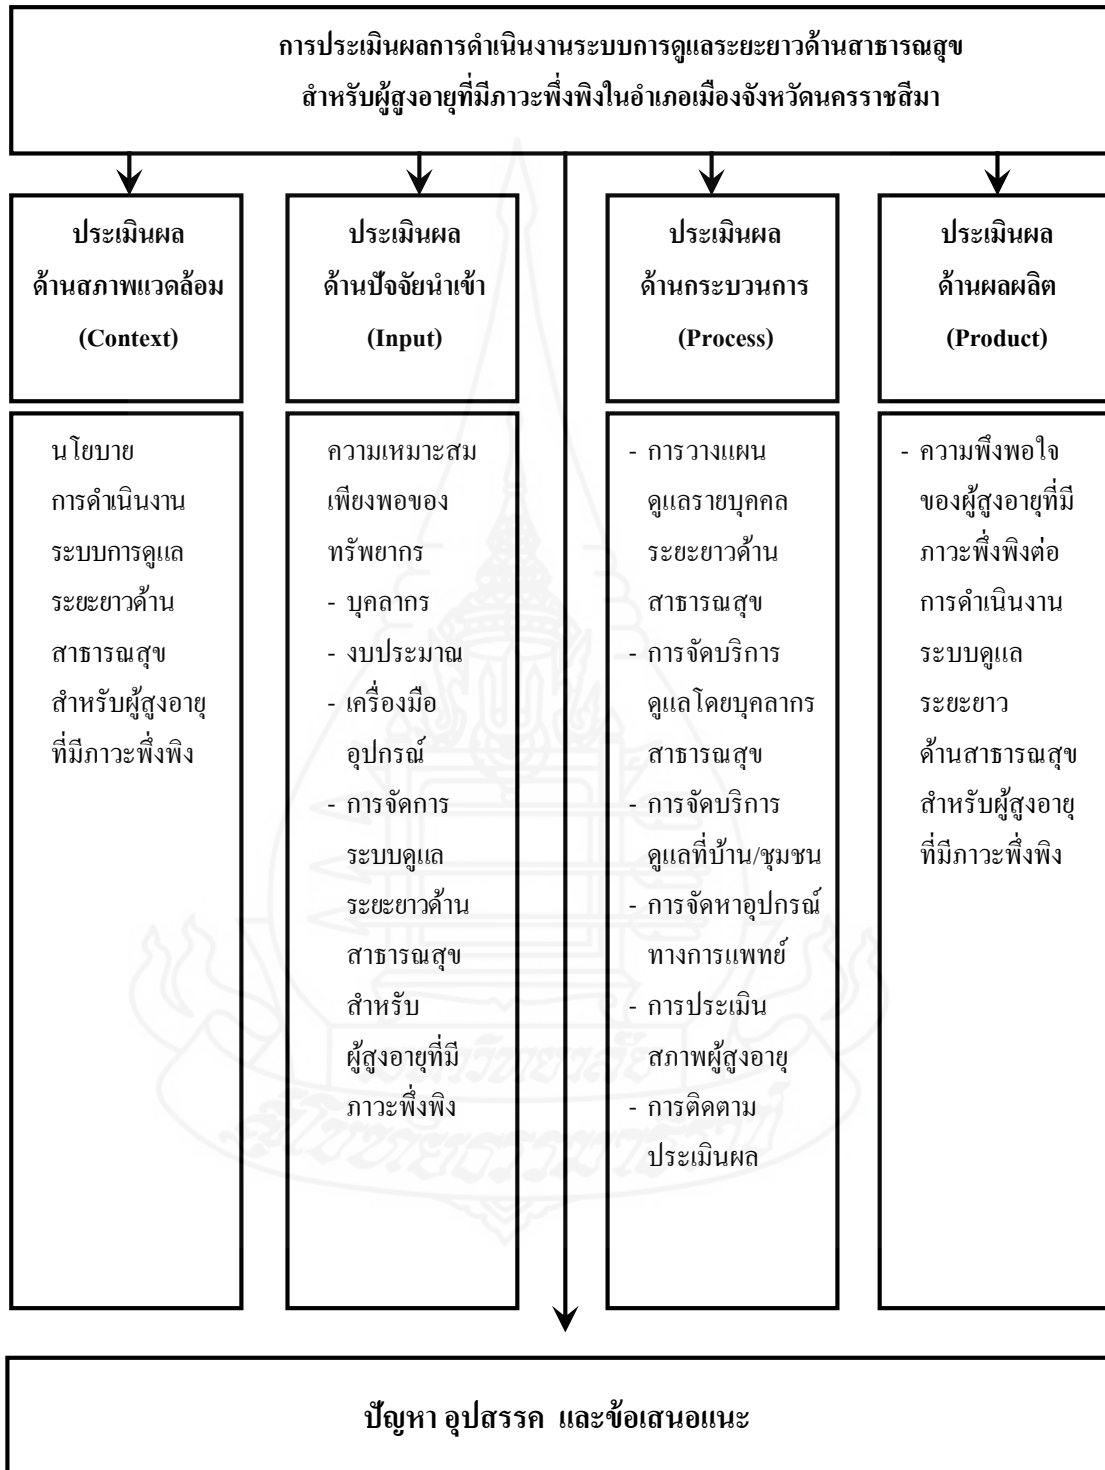 การประเมินผลการดำเนินงานระบบการดูแลระยะยาวด้านสาธารณสุข
สำหรับผู้สูงอายุที่มีภาวะพึ่งพิงในอำเภอเมืองจังหวัดนครราชสีมา
ประเมินผล
ด้านสภาพแวดล้อม
(Context)
นโยบาย
การดำเนินงาน
ระบบการดูแล
ระยะยาวด้าน
สาธารณสุข
สำหรับผู้สูงอายุ
ที่มีภาวะพึ่งพิง
ประเมินผล
ด้านปัจจัยนำเข้า
(Input)
ความเหมาะสม
เพียงพอของ
ทรัพยากร
- บุคลากร
- งบประมาณ
- เครื่องมือ
อุปกรณ์
- การจัดการ
ระบบดูแล
ระยะยาวด้าน
สาธารณสุข
สำหรับ
ผู้สูงอายุที่มี
ภาวะพึ่งพิง
ประเมินผล
ด้านกระบวนการ
(Process)
- การวางแผน
ดูแลรายบุคคล
ระยะยาวด้าน
สาธารณสุข
- การจัดบริการ
ดูแลโดยบุคลากร
สาธารณสุข
- การจัดบริการ
ดูแลที่บ้าน/ชุมชน
- การจัดหาอุปกรณ์
ทางการแพทย์
- การประเมิน
สภาพผู้สูงอายุ
- การติดตาม
ประเมินผล
ประเมินผล
ด้านผลผลิต
(Product)
- ความพึงพอใจ
ของผู้สูงอายุที่มี
ภาวะพึ่งพิงต่อ
การดำเนินงาน
ระบบดูแล
ระยะยาว
ด้านสาธารณสุข
สำหรับผู้สูงอายุ
ที่มีภาวะพึ่งพิง
ปัญหา อุปสรรค และข้อเสนอแนะ